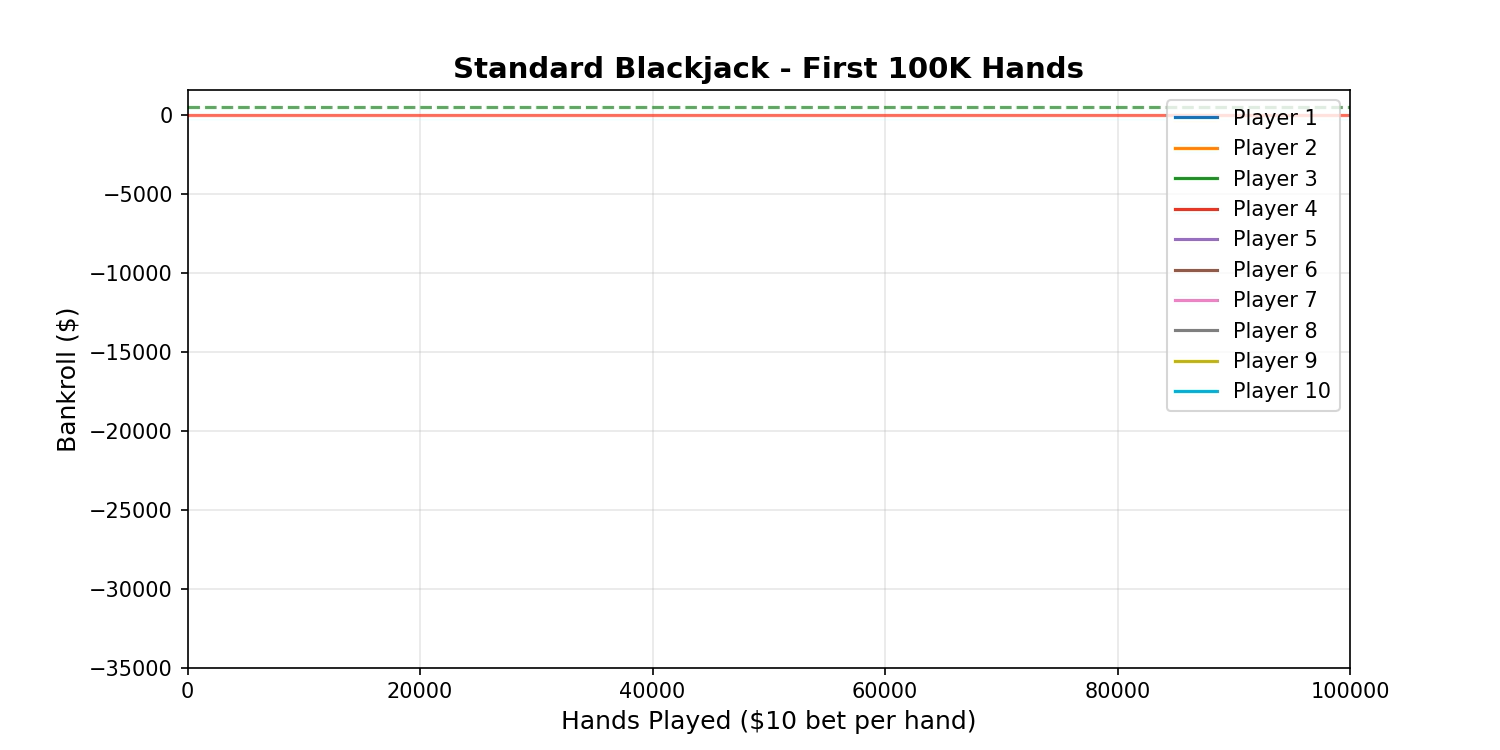 Standard Blackjack - First 100K Hands
Bankroll ($)
0
−5000
−10000
−15000
−20000
−25000
−30000
−35000
Player 1
Player 2
Player 3
Player 4
Player 5
Player 6
Player 7
Player 8
Player 9
Player 10
0 20000 40000 60000 80000 100000
Hands Played ($10 bet per hand)